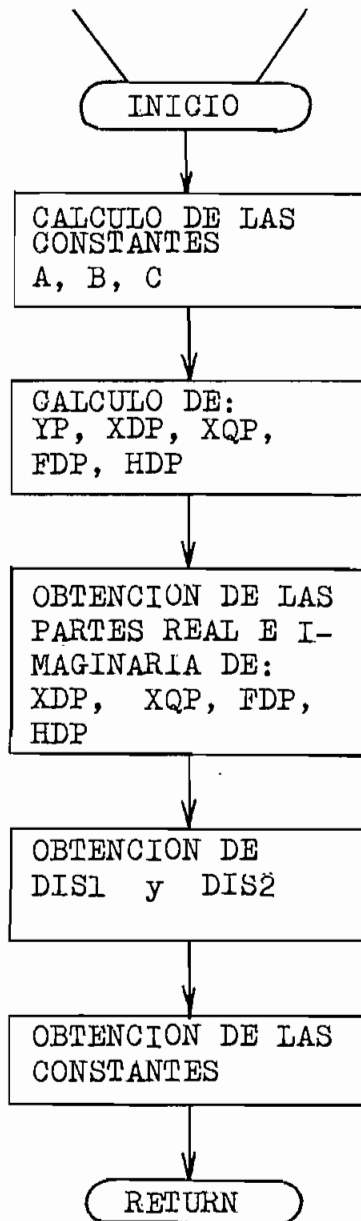 INICIO
CALCULO DE LAS
CONSTANTES
A, B, C
CALCULO DE:
YP, XDP, XQP,
FDP, HDP
OBTENCION DE LAS
PARTES REAL E I-
MAGINARIA DE:
XDP, XQP, FDP,
HDP
OBTENCION DE
DIS1 y DIS2
OBTENCION DE LAS
CONSTANTES
RETURN